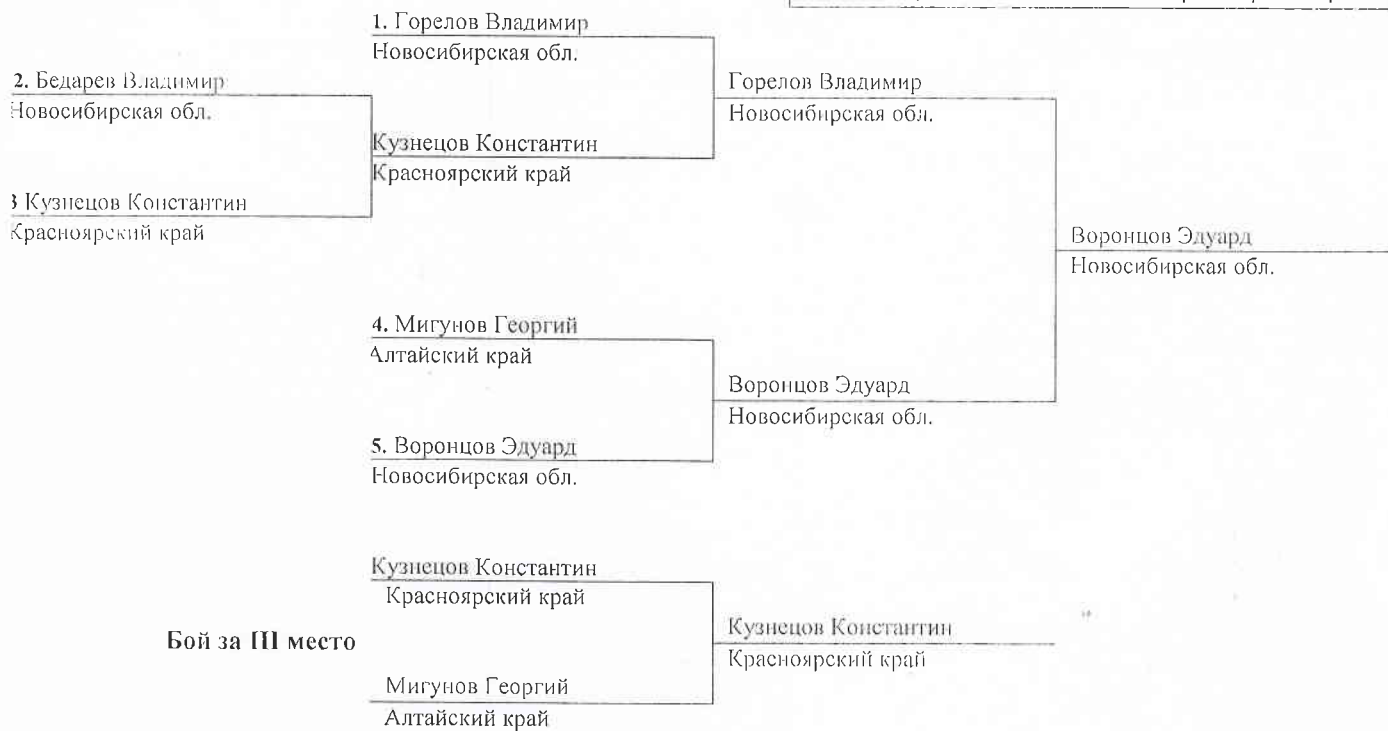 1. Горелов Владимир
Новосибирская обл.
2. Бедарев Владимир
Новосибирская обл.
Горелов Владимир
Новосибирская обл.
Кузнецов Константин
Красноярский край
3 Кузнецов Константин
Красноярский край
Воронцов Эдуард
Новосибирская обл.
4. Мигунов Георгий
Алтайский край
Воронцов Эдуард
Новосибирская обл.
5. Воронцов Эдуард
Новосибирская обл.
Кузнецов Константин
Красноярский край
Бой за III место
Кузнецов Константин
Красноярский край
Мигунов Георгий
Алтайский край